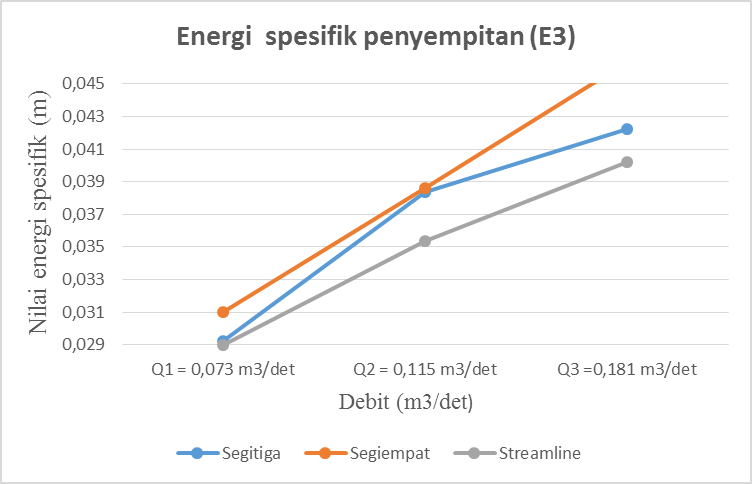 Energi spesifik penyempitan (E3)
Nilai energi spesifik (m)
0,045
0,043
0,041
0,039
0,037
0,035
0,033
0,031
0,029
Q1 = 0,073 m3/det
Q2 = 0,115 m3/det
Q3 =0,181 m3/det
Debit (m3/det)
Segitiga
Segiempat
Streamline